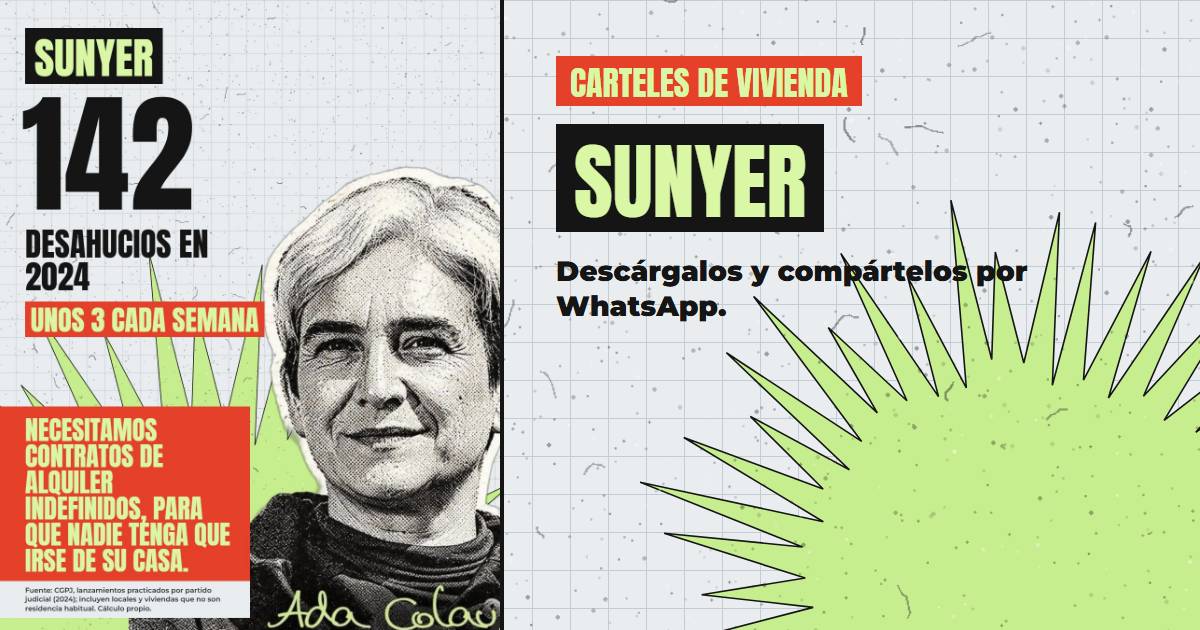 SUNYER
142
DESAHUCIOS EN
2024
UNOS 3 CADA SEMANA
NECESITAMOS
CONTRATOS DE
ALQUILER
INDEFINIDOS, PARA
QUE NADIE TENGA QUE
IRSE DE SU CASA.
Fuente: CGPJ, lanzamientos practicados por partido
judicial (2024); incluyen locales y viviendas que no son
residencia habitual. Cálculo propio.
Ada Colau
CARTELES DE VIVIENDA
SUNYER
Descárgalos y compártelos por
WhatsApp.